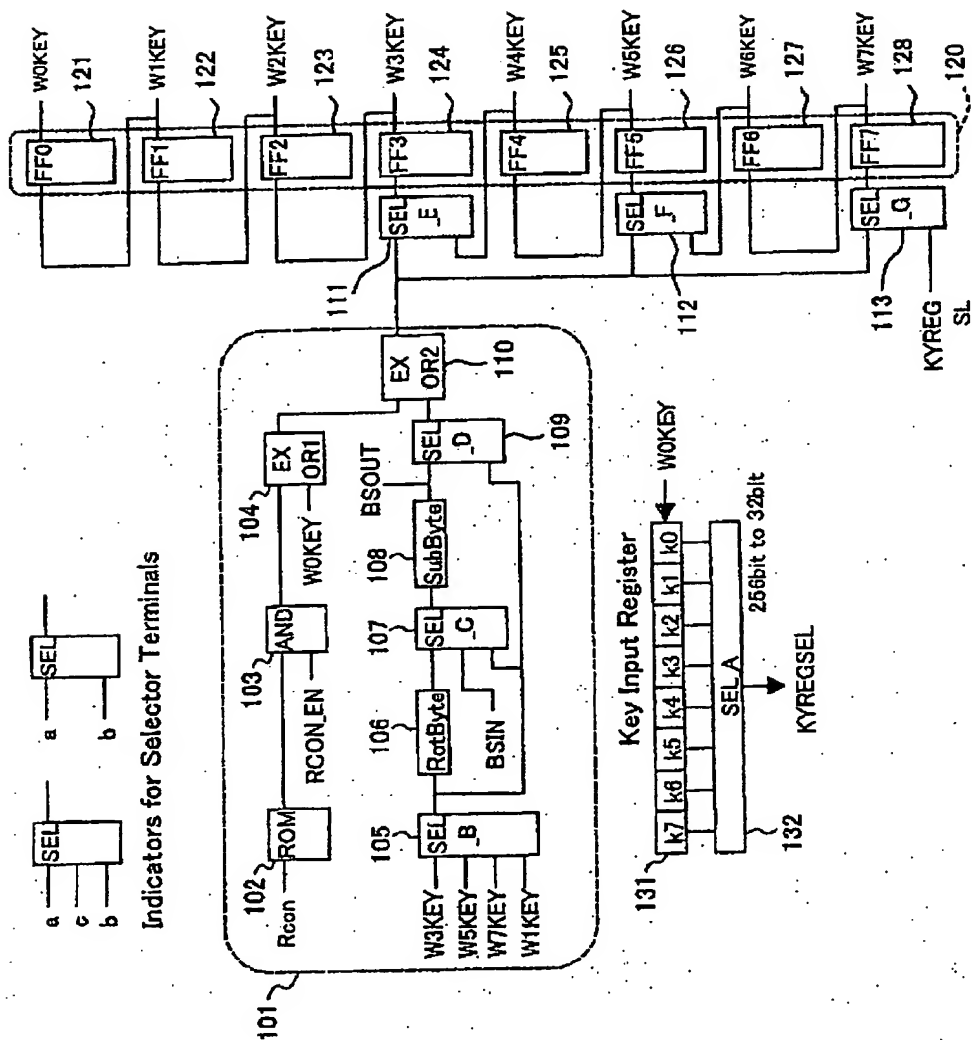 a
c
b
SEL
a
b
SEL
Indicators for Selector Terminals
101
102
Rcon
ROM
103
AND
RCON_EN
104
EX
OR1
W0KEY
105
W3KEY
W5KEY
W7KEY
W1KEY
SEL
_B
106
RotByte
107
SEL
_C
BSIN
108
SubByte
BSOUT
SEL
_D
109
EX
OR2
110
111
SEL
_E
SEL
_F
112
SEL
_G
113
KYREG
SL
FF0
W0KEY
121
FF1
W1KEY
122
FF2
W2KEY
123
FF3
W3KEY
124
FF4
W4KEY
125
FF5
W5KEY
126
FF6
W6KEY
127
FF7
W7KEY
128
120
Key Input Register
131
k7 k6 k5 k4 k3 k2 k1 k0
W0KEY
SEL A
132
256bit to 32bit
KYREGSEL